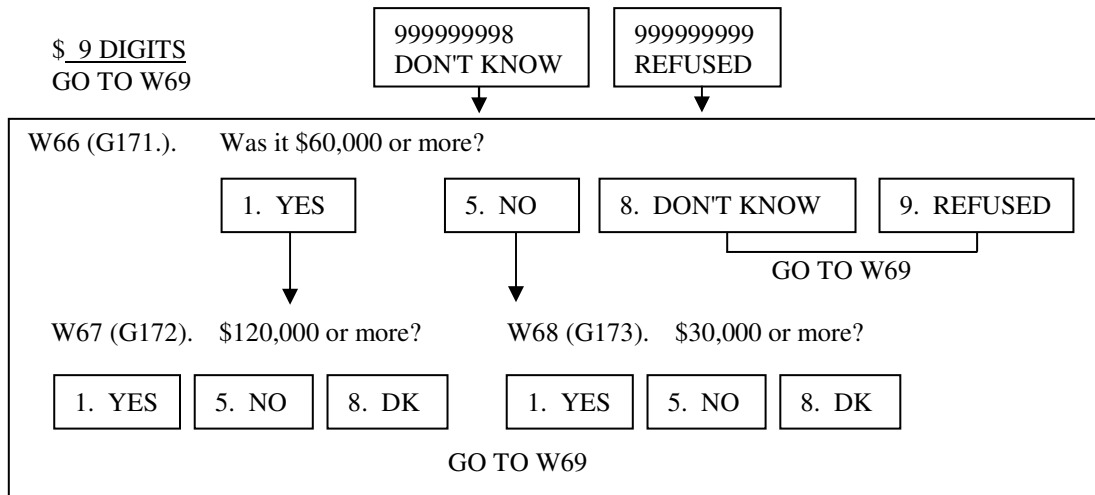 $ 9 DIGITS
GO TO W69
999999998
DON'T KNOW
999999999
REFUSED
W66 (G171.). Was it $60,000 or more?
1. YES
5. NO
8. DON'T KNOW
9. REFUSED
GO TO W69
W67 (G172). $120,000 or more?
W68 (G173). $30,000 or more?
1. YES
5. NO
8. DK
1. YES
5. NO
8. DK
GO TO W69